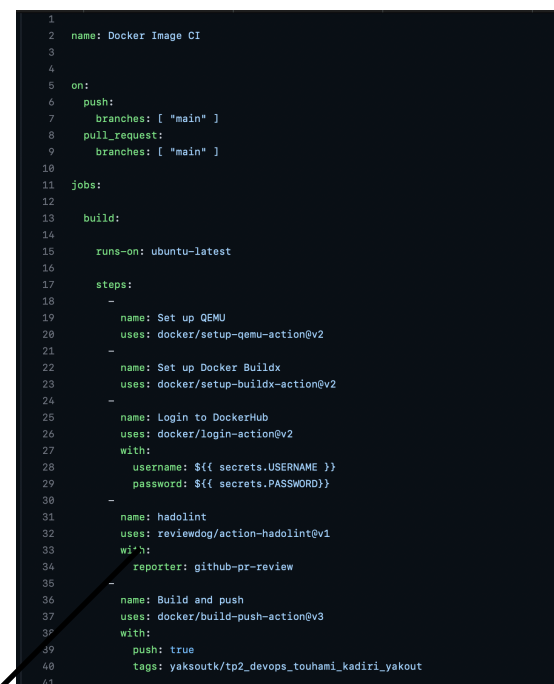 1
2 name: Docker Image CI
3
4
5 on:
6 push:
7 branches: [ "main" ]
8 pull_request:
9 branches: [ "main" ]
10
11 jobs:
12
13 build:
14
15 runs-on: ubuntu-latest
16
17 steps:
18 -
19 name: Set up QEMU
20 uses: docker/setup-qemu-action@v2
21 -
22 name: Set up Docker Buildx
23 uses: docker/setup-buildx-action@v2
24 -
25 name: Login to DockerHub
26 uses: docker/login-action@v2
27 with:
28 username: ${{ secrets.USERNAME }}
29 password: ${{ secrets.PASSWORD}}
30 -
31 name: hadolint
32 uses: reviewdog/action-hadolint@v1
33 with:
34 reporter: github-pr-review
35 -
36 name: Build and push
37 uses: docker/build-push-action@v3
38 with:
39 push: true
40 tags: yaksoutk/tp2_devops_touhami_kadiri_yakout
41